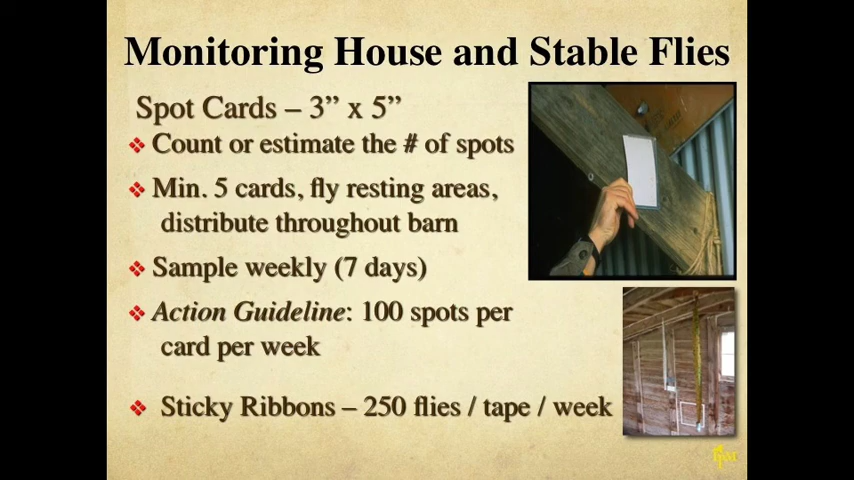 Monitoring House and Stable Flies
Spot Cards – 3” x 5”
Count or estimate the # of spots
Min. 5 cards, fly resting areas,
distribute throughout barn
Sample weekly (7 days)
Action Guideline: 100 spots per
card per week
Sticky Ribbons – 250 flies / tape / week